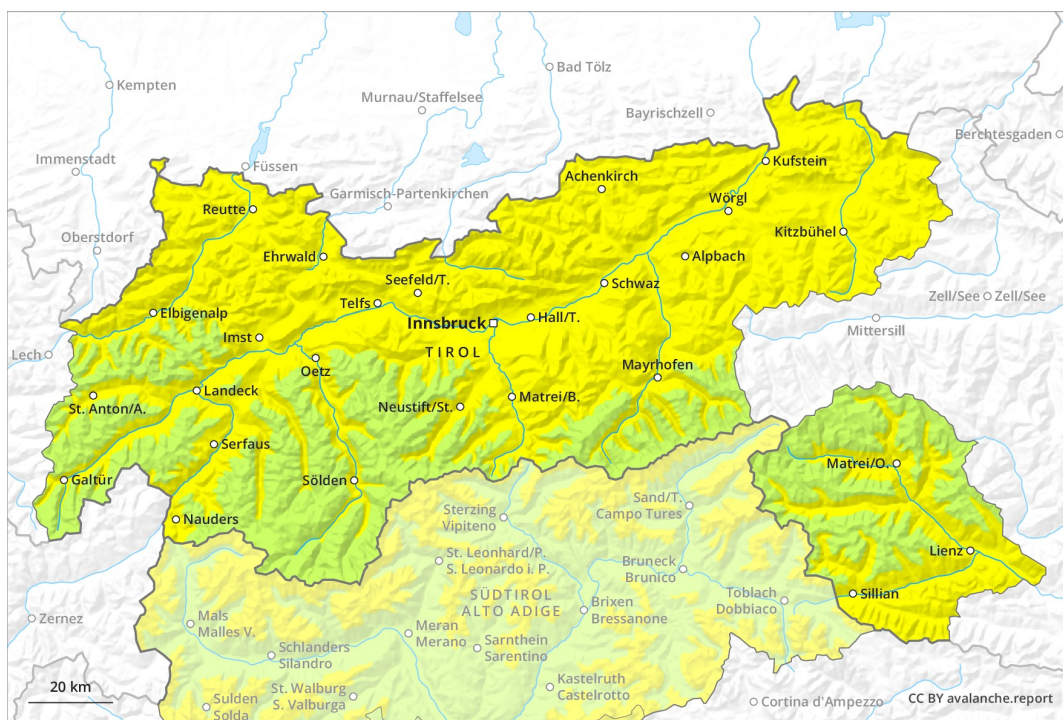 Kempten
Bad Tölz
Murnau/Staffelsee
Bayrischzell
Berchtesgaden
Immenstadt
Füssen
Kufstein
Achenkirch
Garmisch-Partenkirchen
Wörgl
Reutte
Oberstdorf
Kitzbühel
Ehrwald
Alpbach
Seefeld/T.
Schwaz
Zell/See
Zell/See
Telfs
Elbigenalp
Hall/T.
Innsbruck
Mittersill
Imst
Lech
TIROL
Mayrhofen
Oetz
Landeck
St. Anton/A.
Neustift/St.
Matrei/B.
Serfaus
Matrei/O.
Galtür
Sölden
Sand/T.
Campo Tures
Sterzing
Vipiteno
Nauders
St. Leonhard/P.
S. Leonardo i. P.
Lienz
Bruneck
Brunico
SÜDTIROL
ALTO ADIGE
Toblach
Dobbiaco
Sillian
Brixen
Bressanone
Zernez
Mals
Malles V.
Meran
Merano
Sarnthein
Sarentino
Schlanders
Silandro
20 km
St. Walburg
S. Valburga
Kastelruth
Castelrotto
Sulden
Solda
Cortina d'Ampezzo
CC BY avalanche.report